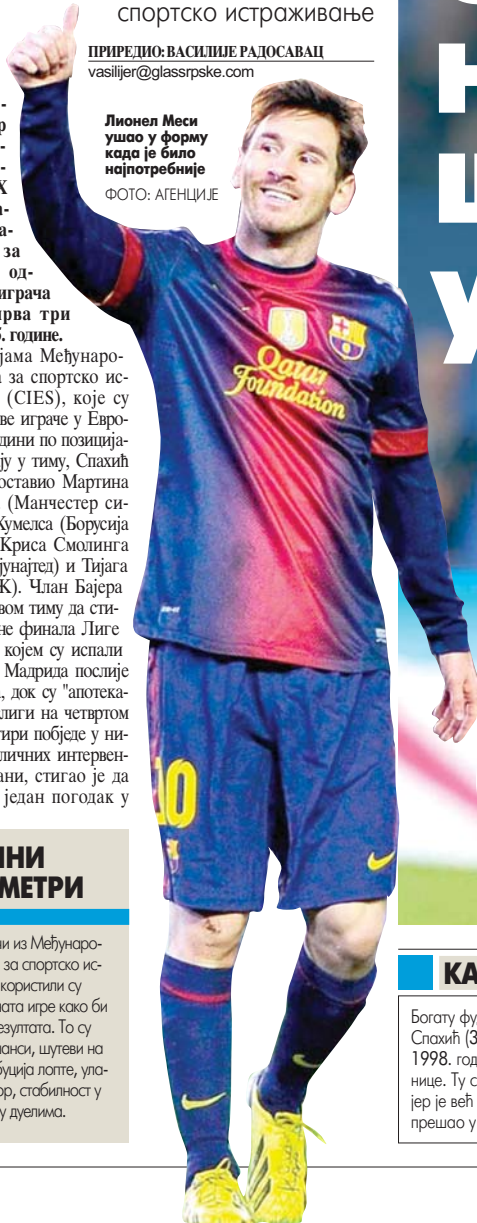 спортско истраживање
ПРИРЕДИО: ВАСИЛИЈЕ РАДОСАВАЦ
vasilijer@glassrpske.com
Лионел Меси
ушао у форму
када је било
најпотребније
ФОТО: АГЕНЦИЈЕ
за
од-
играча
прва три
. године.
јама Међунаро-
за спортско ис-
(CIES), које су
ве играче у Евро-
дини по позиција-
ју у тиму, Спахић
оставио Мартина
(Манчестер си-
Хумелса (Борусија
Криса Смолинга
јунајтед) и Тијага
К). Члан Бајера
вом тиму да сти-
не финала Лиге
којем су испали
Мадрида послије
, док су "апотека-
лиги на четвртом
тири побједе у ни-
личних интервен-
ани, стигао је да
један погодак у
Qatar
Foundation
10
НИ
МЕТРИ
ни из Међунаро-
за спортско ис-
користили су
ата игре како би
езултата. То су
анси, шутеви на
буција лопте, ула-
ор, стабилност у
у дуелима.
КА
Богату фу
Спахић (3
1998. год
нице. Ту с
јер је већ
прешао у